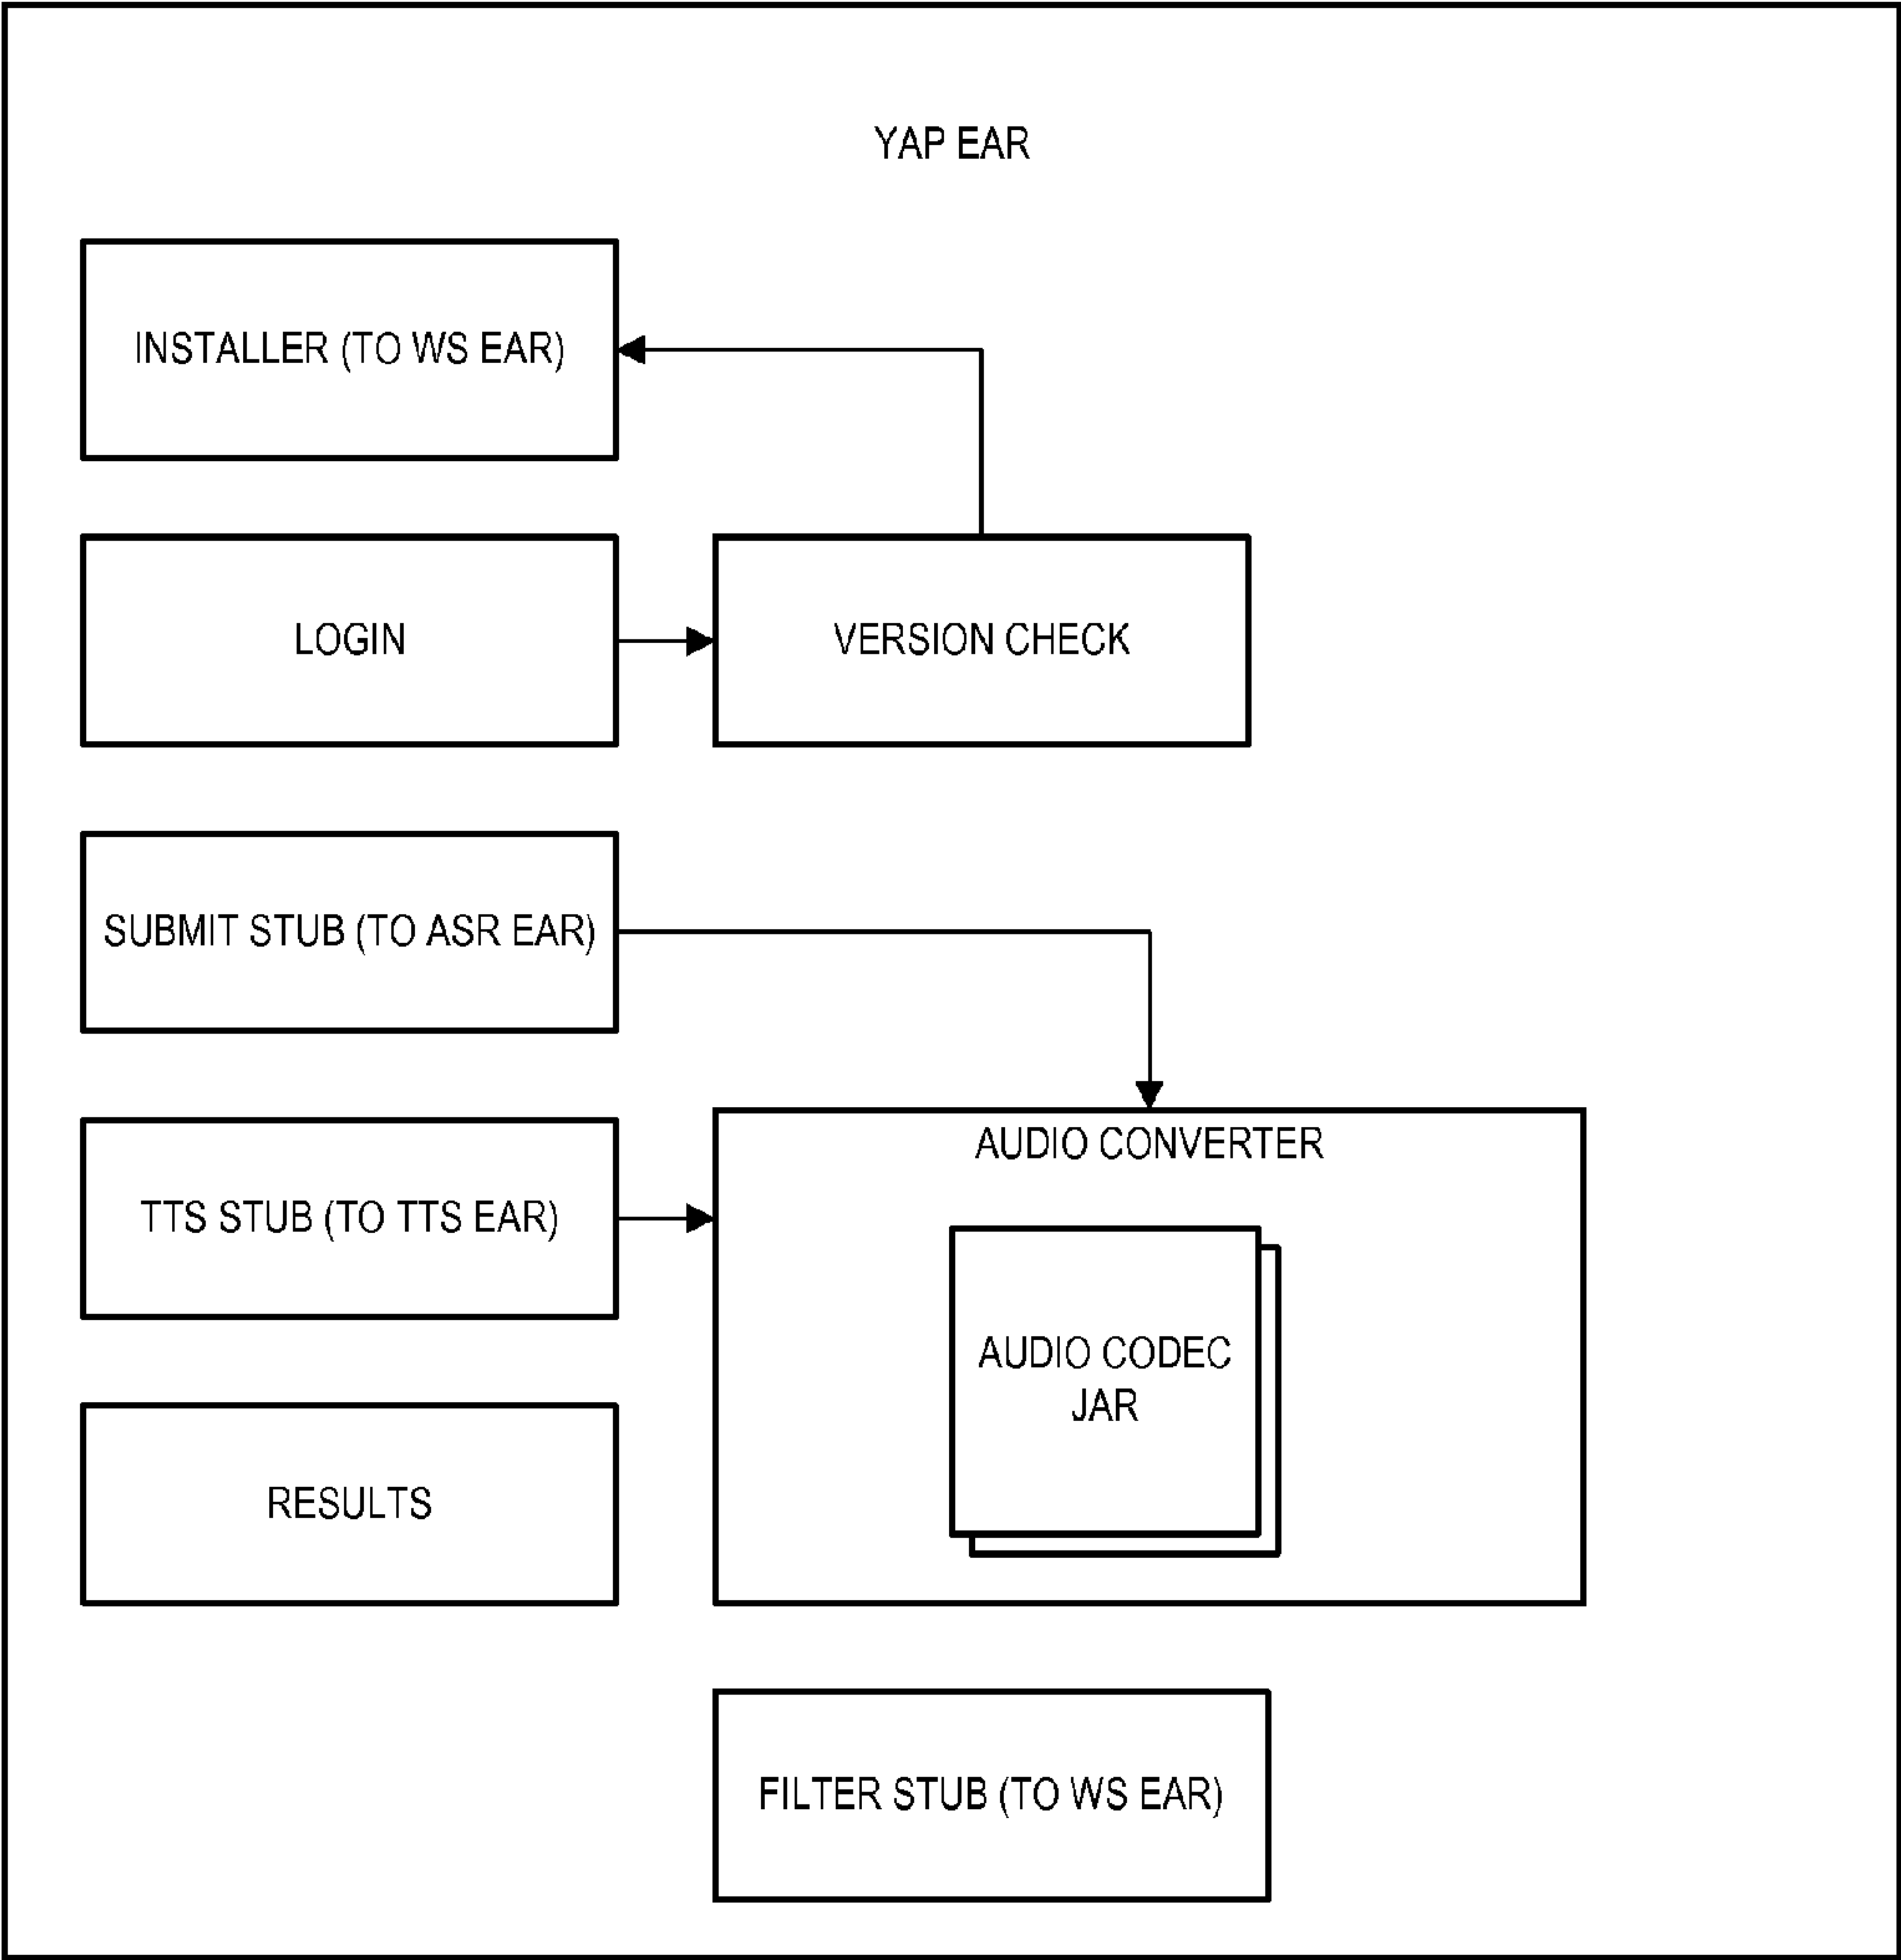 YAP EAR
INSTALLER (TO WS EAR)
LOGIN
VERSION CHECK
SUBMIT STUB (TO ASR EAR)
TTS STUB (TO TTS EAR)
AUDIO CONVERTER
AUDIO CODEC
JAR
RESULTS
FILTER STUB (TO WS EAR)